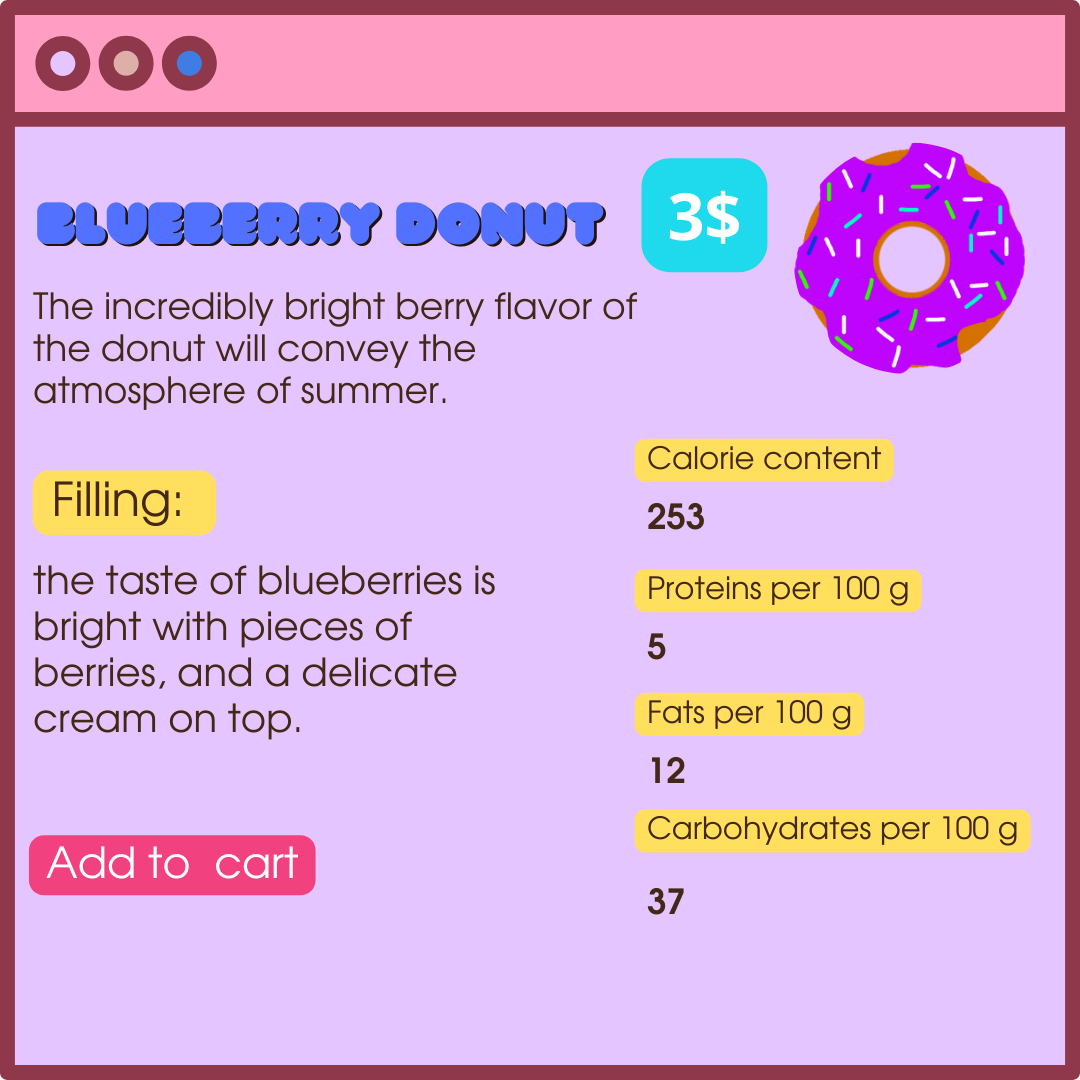 BLUEBERRY DONUT
3$
The incredibly bright berry flavor of
the donut will convey the
atmosphere of summer.
Filling:
the taste of blueberries is
bright with pieces of
berries, and a delicate
cream on top.
Add to  cart
Calorie content
253
Proteins per 100 g
5
Fats per 100 g
12
Carbohydrates per 100 g
37